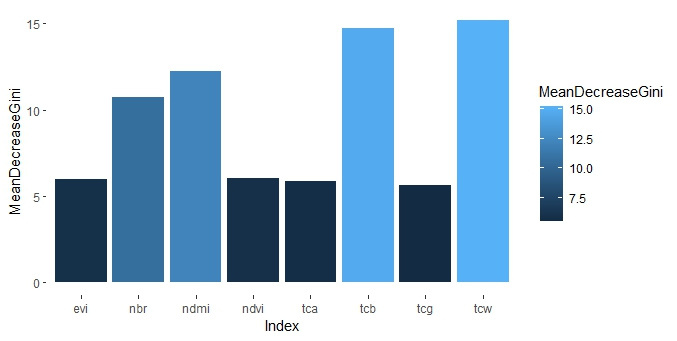 MeanDecreaseGini
15
10
5
0
evi nbr ndmi ndvi tca tcb tcg tcw
Index
MeanDecreaseGini
15.0
12.5
10.0
7.5